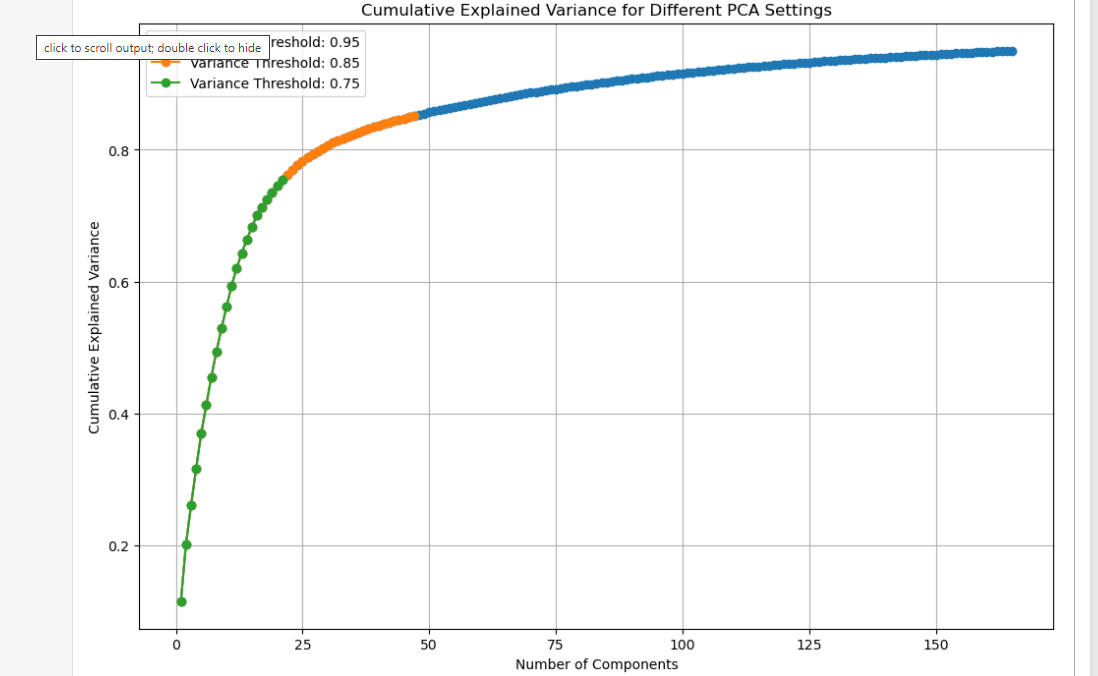 Cumulative Explained Variance for Different PCA Settings
click to scroll output; double click to hide
reshold: 0.95
Variance Threshold: 0.85
Variance Threshold: 0.75
0.8
0.6
0.4
0.2
Cumulative Explained Variance
0 25 50 75 100 125 150
Number of Components